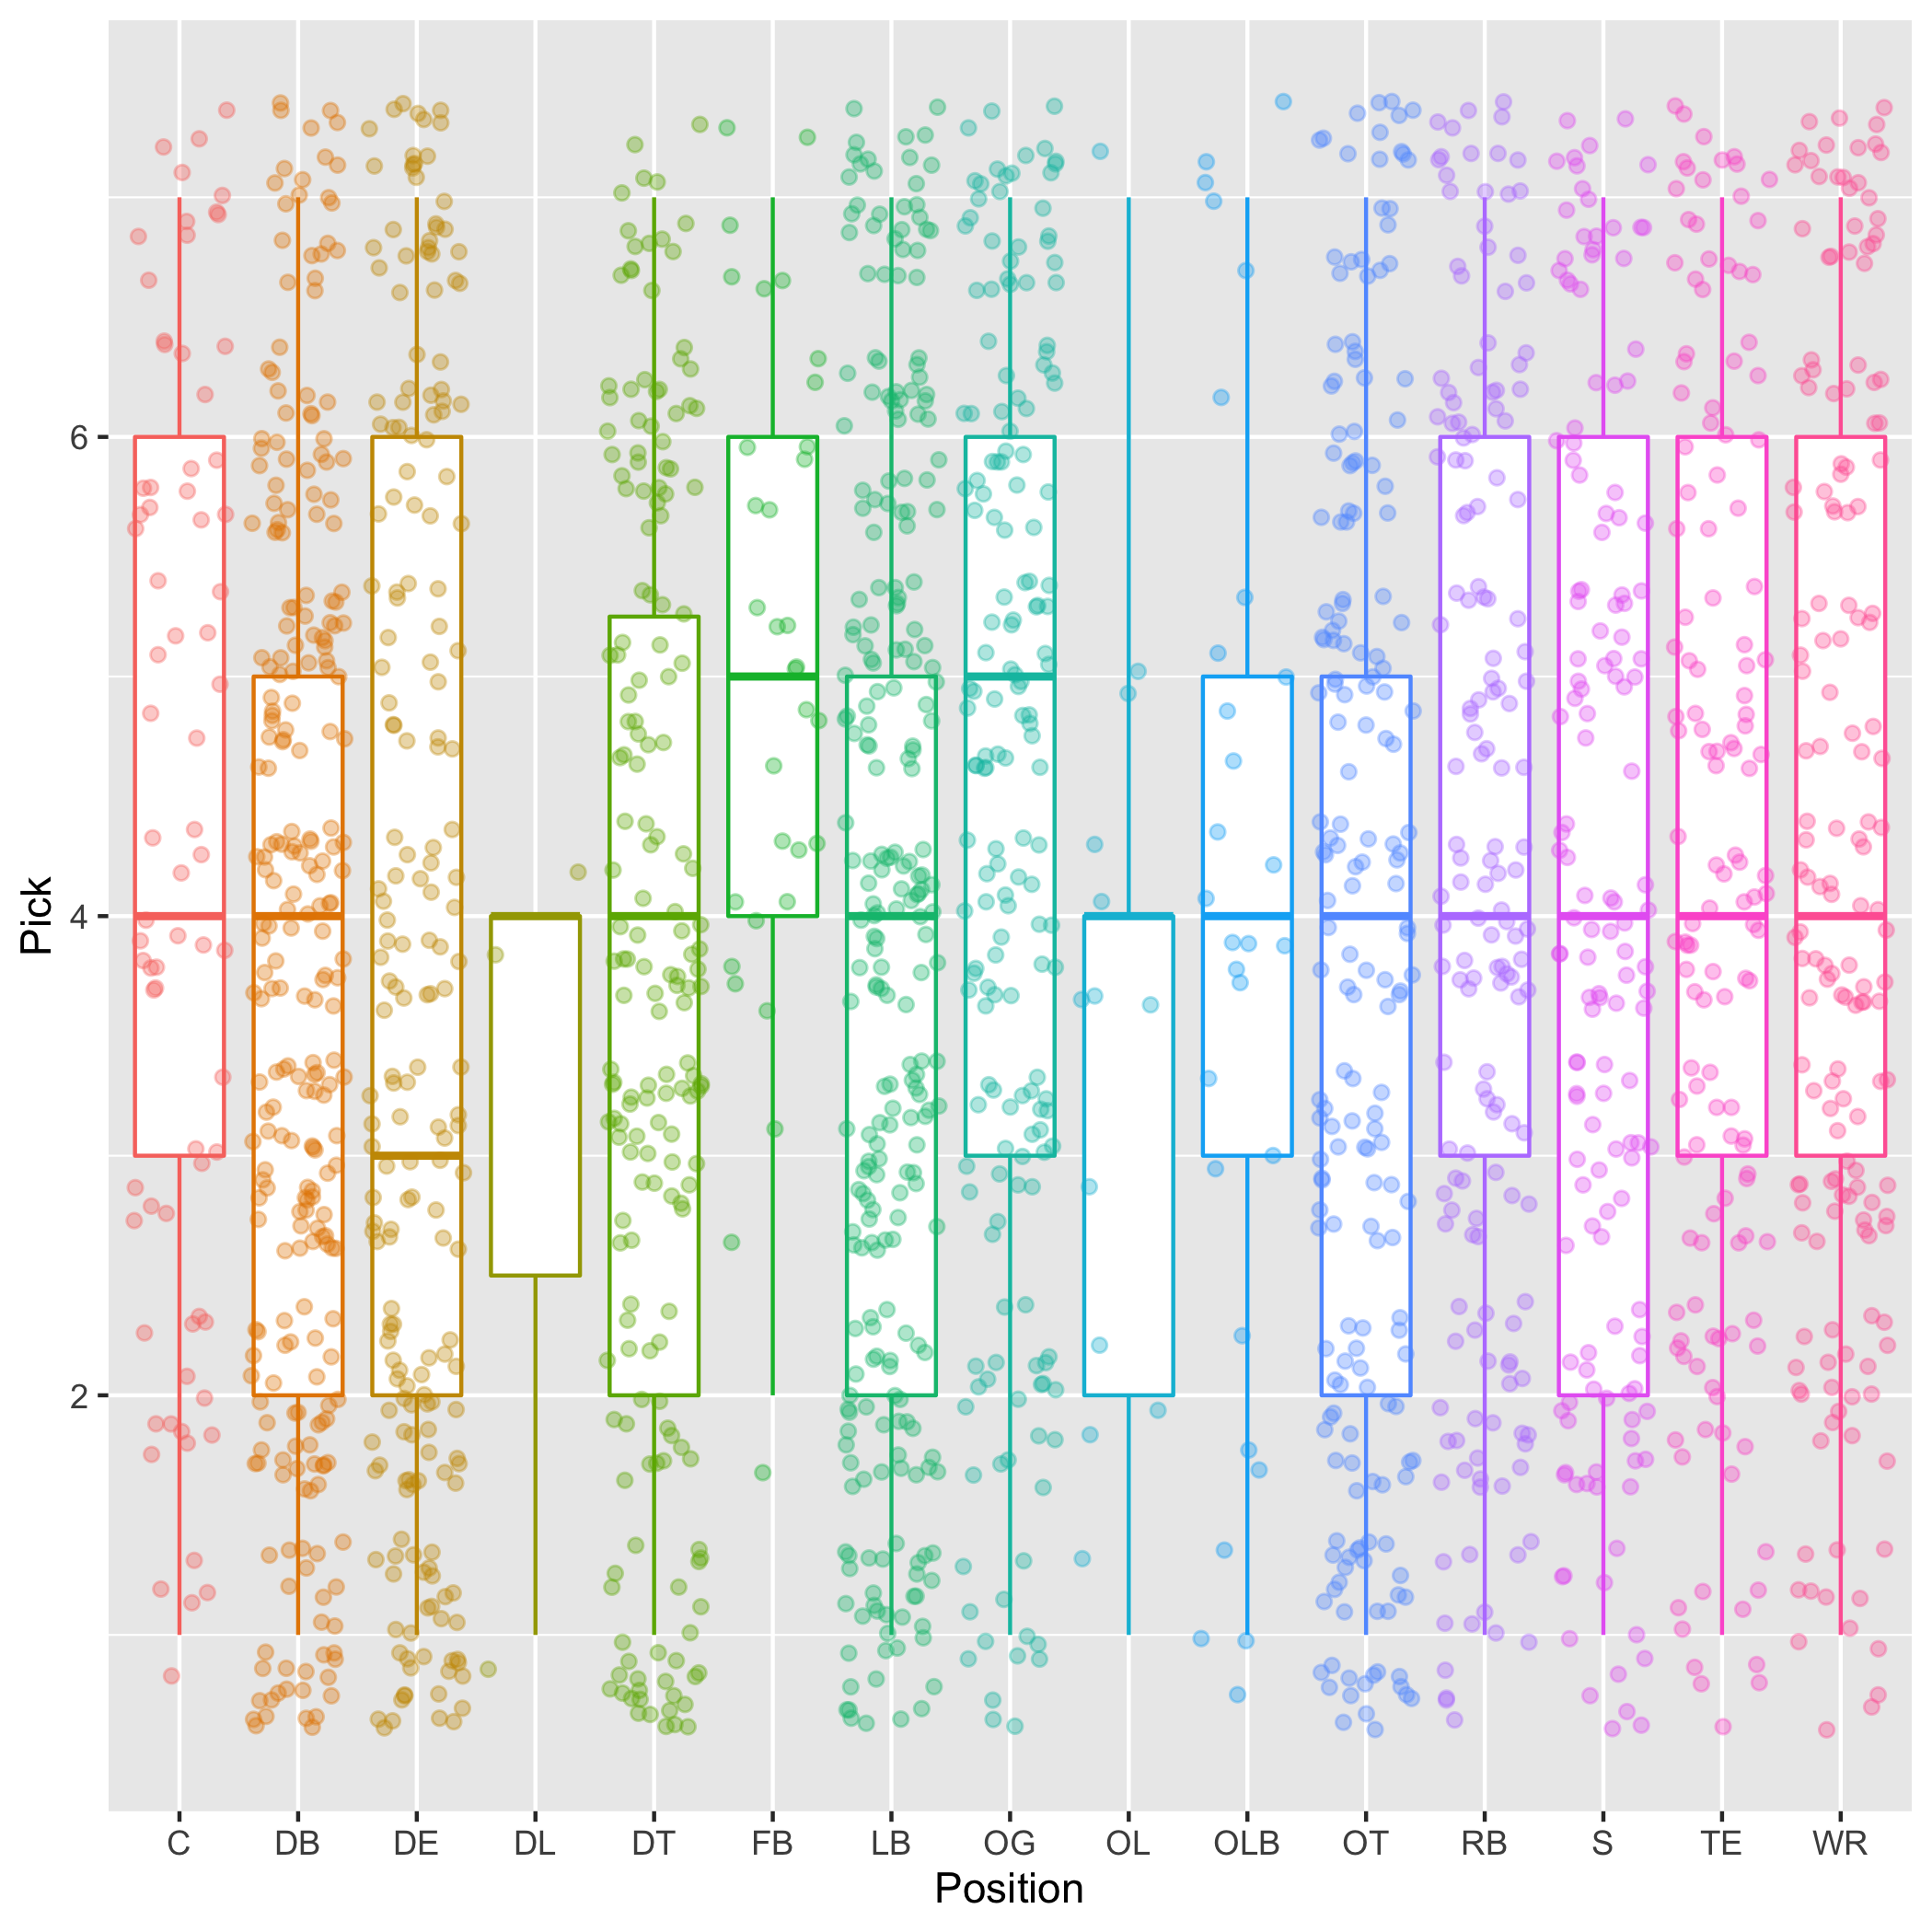 Pick
6
4
2
C DB DE DL DT FB LB OG OL OLB OT RB S TE WR
Position